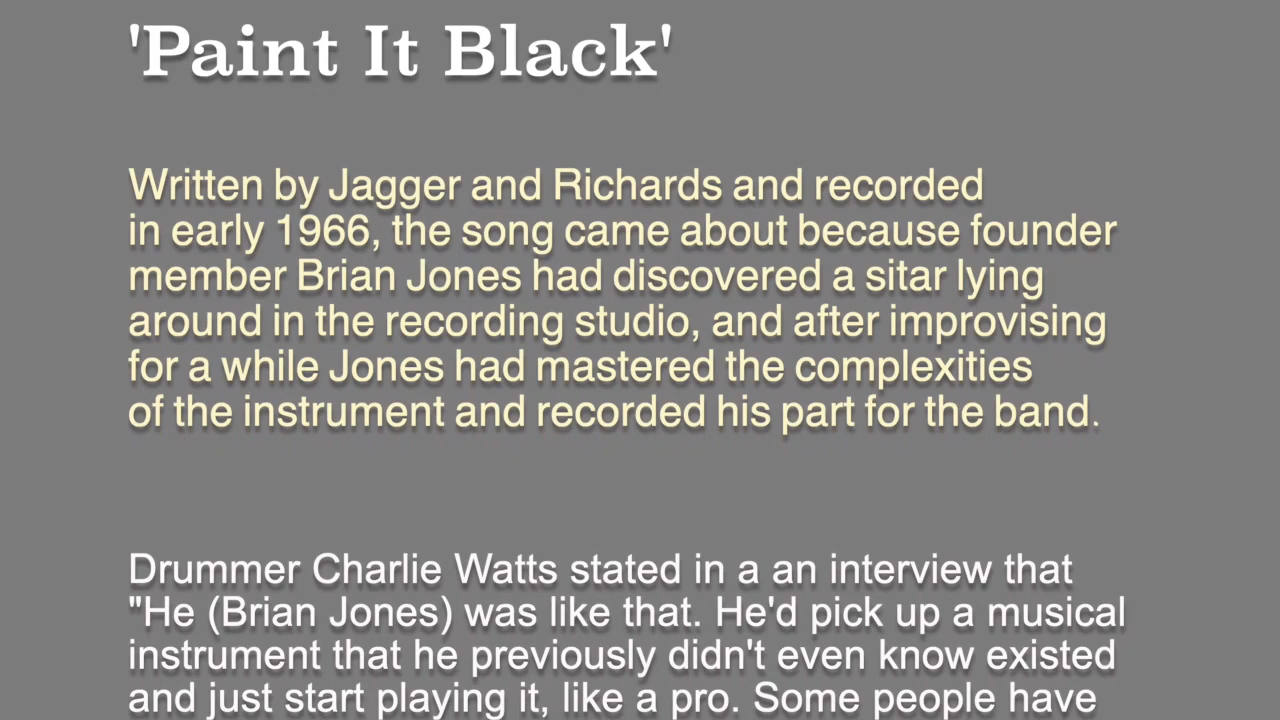 'Paint It Black'
Written by Jagger and Richards and recorded
in early 1966, the song came about because founder
member Brian Jones had discovered a sitar lying
around in the recording studio, and after improvising
for a while Jones had mastered the complexities
of the instrument and recorded his part for the band.
Drummer Charlie Watts stated in a an interview that
"He (Brian Jones) was like that. He'd pick up a musical
instrument that he previously didn't even know existed
and just start playing it, like a pro. Some people have